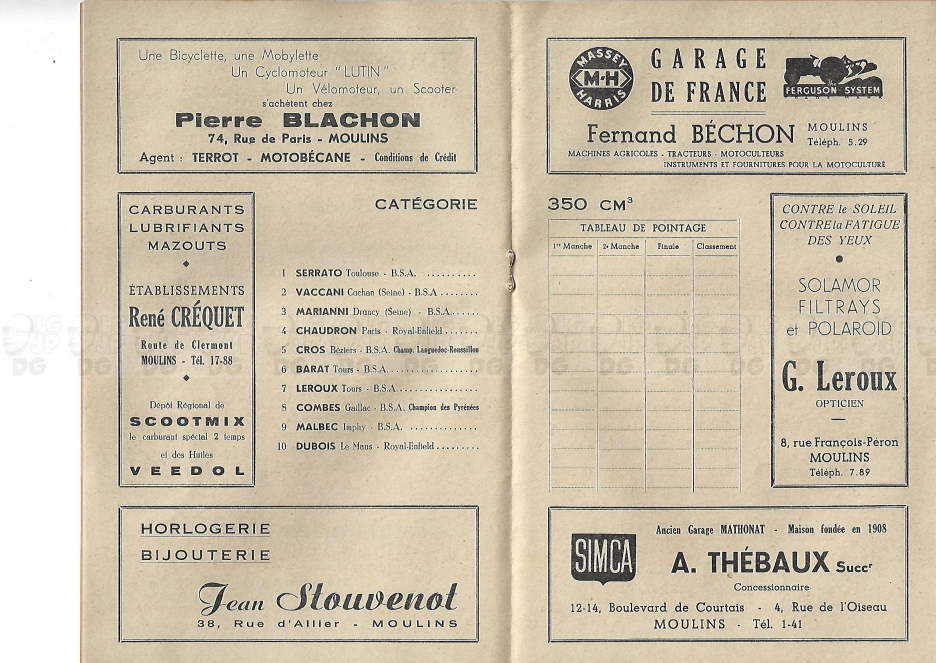 Une Bicyclette, une Mobylette
Un Cyclomoteur "LUTIN"
Un Vélomoteur, un Scooter
s'achètent chez
Pierre BLACHON
74, Rue de Paris - MOULINS
Agent : TERROT - MOTOBÉCANE - Conditions de Crédit
CARBURANTS
LUBRIFIANTS
MAZOUTS
ÉTABLISSEMENTS
René CRÉQUET
Route de Clermont
MOULINS - Tél. 17-88
Dépôt Régional de
SCOOTMIX
le carburant spécial 2 temps
et des Huiles
VEEDOL
CATÉGORIE
1 SERRATO Toulouse - B.S.A. ..........
2 VACCANI Cachan (Seine) - B.S.A ........
3 MARIANNI Drancy (Seine) - B.S.A. ......
4 CHAUDRON Paris - Royal-Enfield .......
5 CROS Béziers - B.S.A. Champ. Languedoc-Roussillon
6 BARAT Tours - B.S.A. ................
7 LEROUX Tours - B.S.A. ...............
8 COMBES Gaillac - B.S.A. Champion des Pyrénées
9 MALBEC Imphy - B.S.A. ..............
10 DUBOIS Le Mans - Royal-Enfield .........
HORLOGERIE
BIJOUTERIE
Jean Stouvenot
38, Rue d'Allier - MOULINS
MASSEY
M-H
HARRIS
GARAGE
DE FRANCE
FERGUSON-SYSTEM
Fernand BÉCHON
MOULINS
Téléph. 5.29
MACHINES AGRICOLES - TRACTEURS - MOTOCULTEURS
INSTRUMENTS ET FOURNITURES POUR LA MOTOCULTURE
350 CM³
TABLEAU DE POINTAGE
1re Manche 2e Manche Finale Classement
CONTRE le SOLEIL
CONTRE la FATIGUE
DES YEUX
SOLAMOR
FILTRAYS
et POLAROID
G. Leroux
OPTICIEN
8, rue François-Péron
MOULINS
Téléph. 7.89
Ancien Garage MATHONAT - Maison fondée en 1908
SIMCA
A. THÉBAUX Succr
Concessionnaire
12-14, Boulevard de Courtais - 4, Rue de l'Oiseau
MOULINS - Tél. 1-41